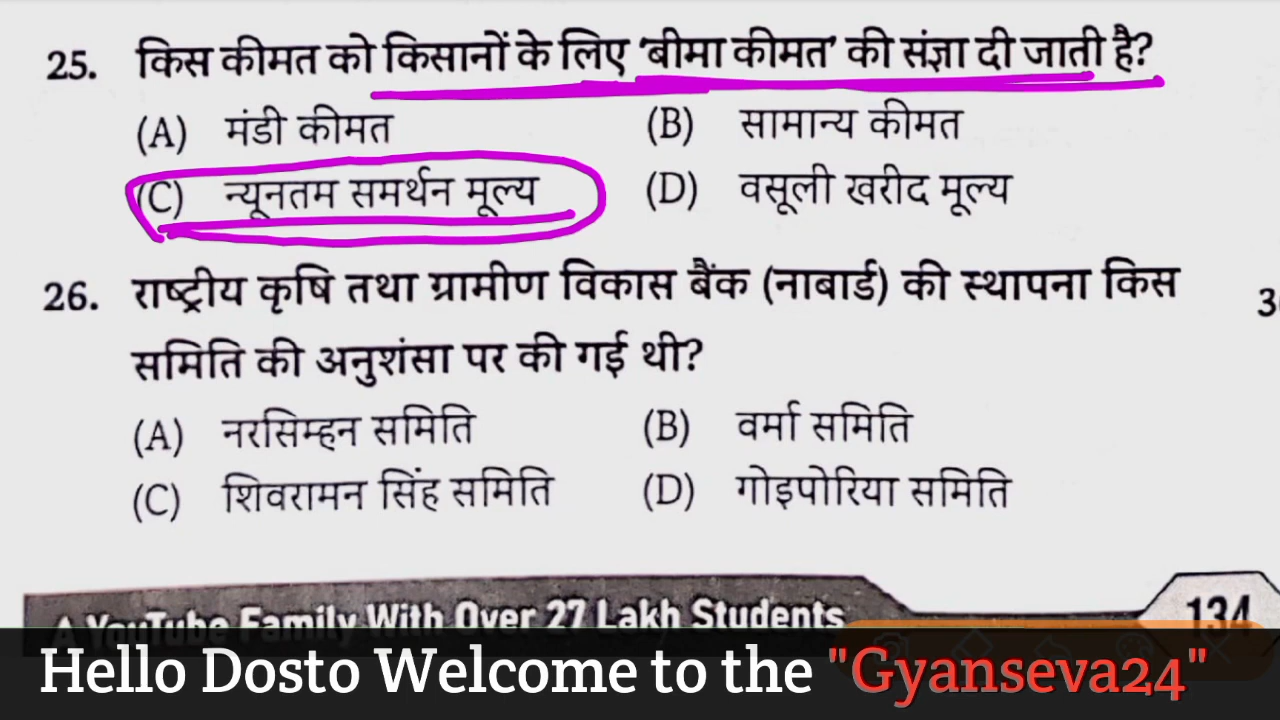 25. किस कीमत को किसानों के लिए 'बीमा कीमत' की संज्ञा दी जाती है?
(A) मंडी कीमत (B) सामान्य कीमत
(C) न्यूनतम समर्थन मूल्य (D) वसूली खरीद मूल्य
26. राष्ट्रीय कृषि तथा ग्रामीण विकास बैंक (नाबार्ड) की स्थापना किस
समिति की अनुशंसा पर की गई थी?
(A) नरसिम्हन समिति (B) वर्मा समिति
(C) शिवरामन सिंह समिति (D) गोइपोरिया समिति
A YouTube Family With Over 27 Lakh Students
134
Hello Dosto Welcome to the "Gyanseva24"